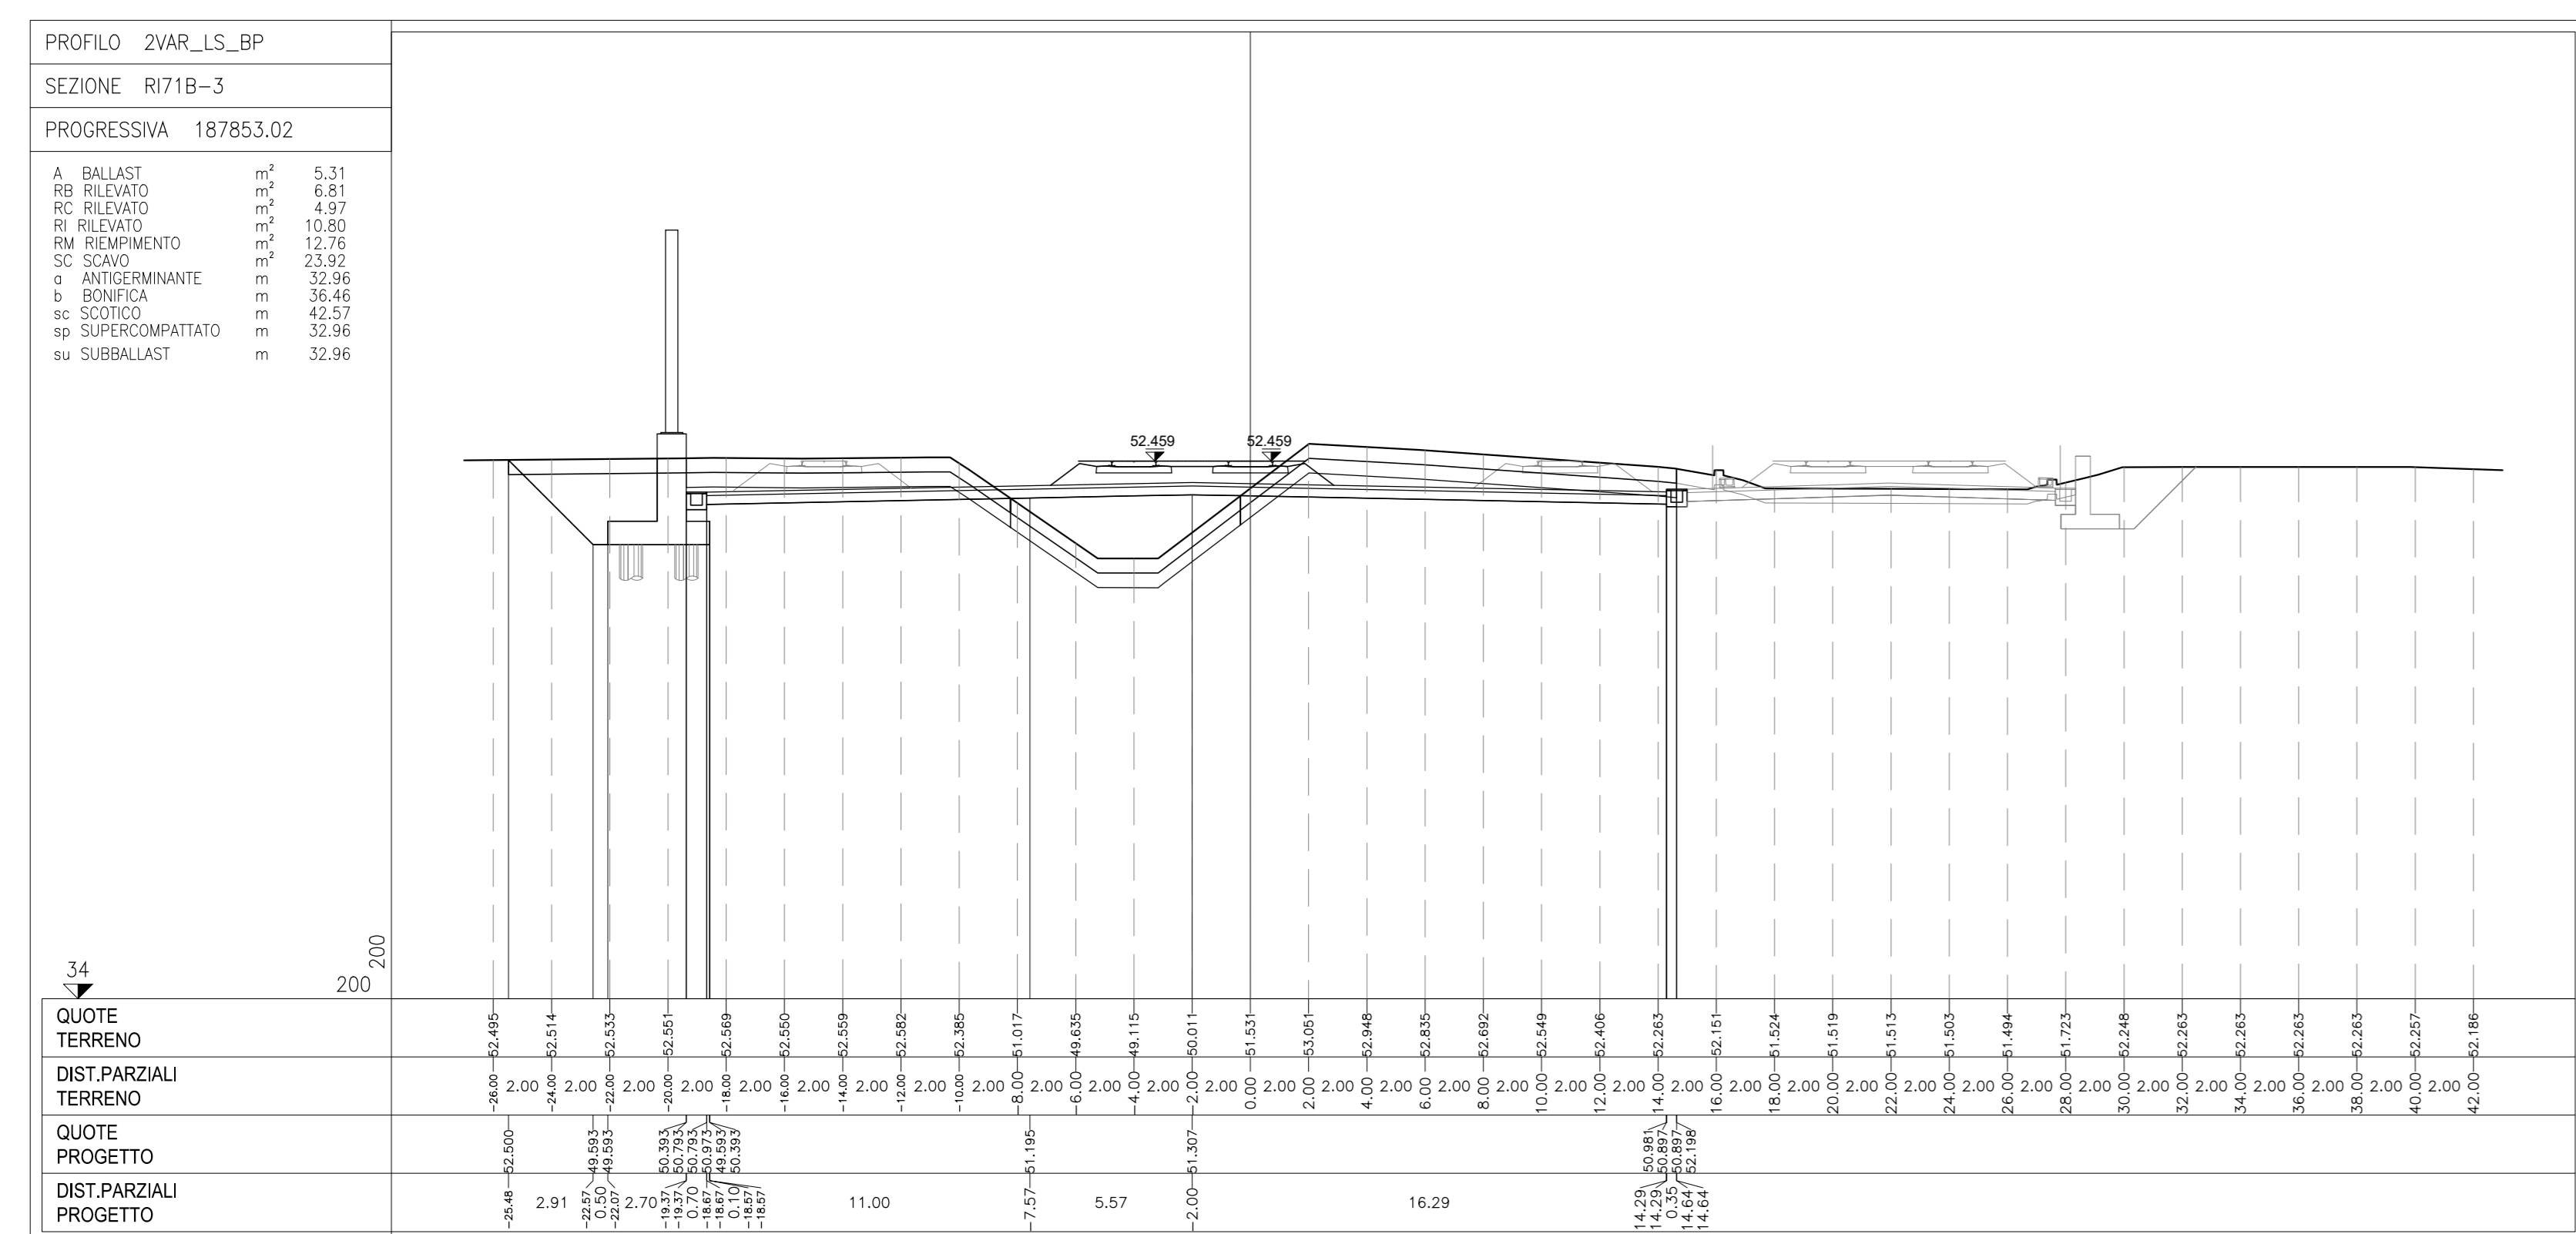 PROFILO 2VAR_LS_BP
SEZIONE RI71B-3
PROGRESSIVA 187853.02
A BALLAST m² 5.31
RB RILEVATO m² 6.81
RC RILEVATO m² 4.97
RI RILEVATO m² 10.80
RM RIEMPIMENTO m² 12.76
SC SCAVO m² 23.92
a ANTIGERMINANTE m 32.96
b BONIFICA m 36.46
sc SCOTICO m 42.57
sp SUPERCOMPATTATO m 32.96
su SUBBALLAST m 32.96
52.459 52.459
34
200
200
QUOTE
TERRENO
52.495 52.514 52.533 52.551 52.569 52.550 52.559 52.582 52.385 51.017 49.635 49.115 50.011 51.531 53.051 52.948 52.835 52.692 52.549 52.406 52.263 52.151 51.524 51.519 51.513 51.503 51.494 51.723 52.248 52.263 52.263 52.263 52.263 52.257 52.186
DIST.PARZIALI
TERRENO
-26.00 2.00 -24.00 2.00 -22.00 2.00 -20.00 2.00 -18.00 2.00 -16.00 2.00 -14.00 2.00 -12.00 2.00 -10.00 2.00 -8.00 2.00 -6.00 2.00 -4.00 2.00 -2.00 2.00 0.00 2.00 2.00 2.00 4.00 2.00 6.00 2.00 8.00 2.00 10.00 2.00 12.00 2.00 14.00 2.00 16.00 2.00 18.00 2.00 20.00 2.00 22.00 2.00 24.00 2.00 26.00 2.00 28.00 2.00 30.00 2.00 32.00 2.00 34.00 2.00 36.00 2.00 38.00 2.00 40.00 2.00 42.00
QUOTE
PROGETTO
52.500 49.593 49.593 50.393 50.793 50.793 50.973 49.593 50.393 51.195 51.307 50.981 50.897 50.897 52.198
DIST.PARZIALI
PROGETTO
-25.48 2.91 -22.57 0.50 -22.07 2.70 -19.37 -19.37 0.70 -18.67 -18.67 0.10 -18.57 -18.57 11.00 -7.57 5.57 -2.00 16.29 14.29 14.29 0.35 14.64 14.64